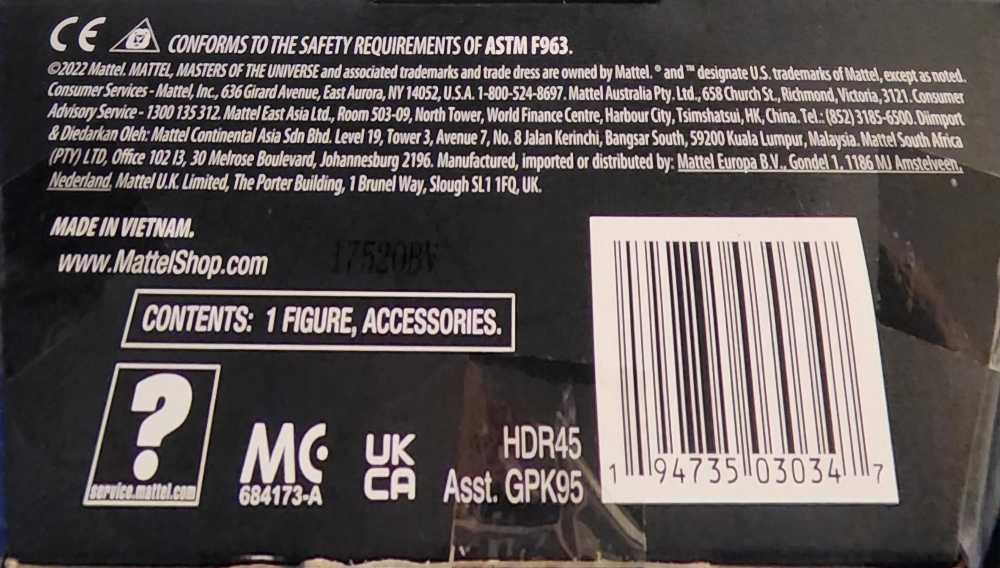 CE CONFORMS TO THE SAFETY REQUIREMENTS OF ASTM F963.
©2022 Mattel. MATTEL, MASTERS OF THE UNIVERSE and associated trademarks and trade dress are owned by Mattel. ® and ™ designate U.S. trademarks of Mattel, except as noted.
Consumer Services - Mattel, Inc., 636 Girard Avenue, East Aurora, NY 14052, U.S.A. 1-800-524-8697. Mattel Australia Pty. Ltd., 658 Church St., Richmond, Victoria, 3121. Consumer
Advisory Service - 1300 135 312. Mattel East Asia Ltd., Room 503-09, North Tower, World Finance Centre, Harbour City, Tsimshatsui, HK, China. Tel.: (852) 3185-6500. Diimport
& Diedarkan Oleh: Mattel Continental Asia Sdn Bhd. Level 19, Tower 3, Avenue 7, No. 8 Jalan Kerinchi, Bangsar South, 59200 Kuala Lumpur, Malaysia. Mattel South Africa
(PTY) LTD, Office 102 I3, 30 Melrose Boulevard, Johannesburg 2196. Manufactured, imported or distributed by: Mattel Europa B.V., Gondel 1, 1186 MJ Amstelveen,
Nederland. Mattel U.K. Limited, The Porter Building, 1 Brunel Way, Slough SL1 1FQ, UK.
MADE IN VIETNAM.
www.MattelShop.com
17520BV
CONTENTS: 1 FIGURE, ACCESSORIES.
?
service.mattel.com
MC
684173-A
UK
CA
HDR45
Asst. GPK95
1 94735 03034 7